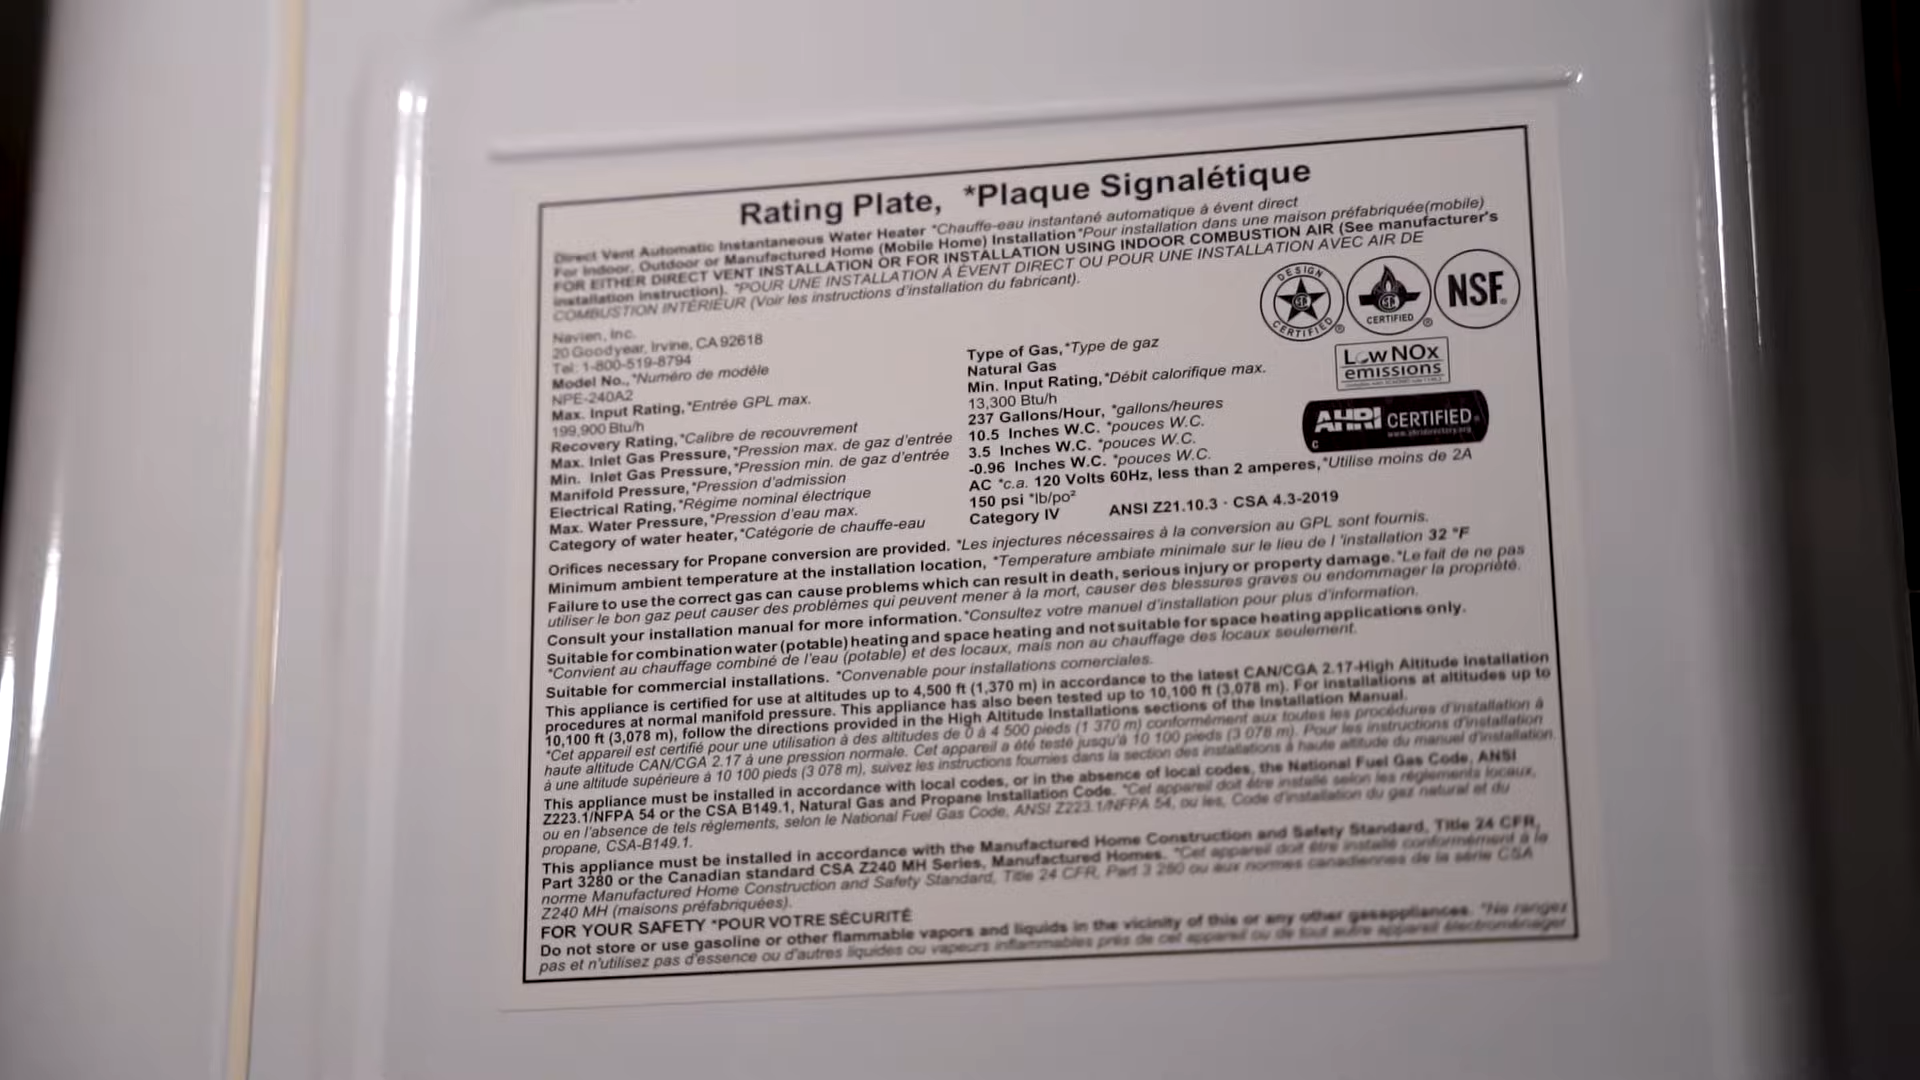 Rating Plate, *Plaque Signalétique
Direct Vent Automatic Instantaneous Water Heater *Chauffe-eau instantané automatique à évent direct
For Indoor, Outdoor or Manufactured Home (Mobile Home) Installation *Pour installation dans une maison préfabriquée(mobile)
FOR EITHER DIRECT VENT INSTALLATION OR FOR INSTALLATION USING INDOOR COMBUSTION AIR (See manufacturer's
installation instruction). *POUR UNE INSTALLATION À ÉVENT DIRECT OU POUR UNE INSTALLATION AVEC AIR DE
COMBUSTION INTÉRIEUR (Voir les instructions d'installation du fabricant).
DESIGN CERTIFIED
CERTIFIED
NSF®
Navien, Inc.
20 Goodyear, Irvine, CA 92618
Tel: 1-800-519-8794
Model No., *Numéro de modèle
NPE-240A2
Max. Input Rating, *Entrée GPL max.
199,900 Btu/h
Type of Gas, *Type de gaz
Natural Gas
Min. Input Rating, *Débit calorifique max.
13,300 Btu/h
Low NOx
emissions
AHRI CERTIFIED
www.ahridirectory.org
Recovery Rating, *Calibre de recouvrement 237 Gallons/Hour, *gallons/heures
Max. Inlet Gas Pressure, *Pression max. de gaz d'entrée 10.5 Inches W.C. *pouces W.C.
Min. Inlet Gas Pressure, *Pression min. de gaz d'entrée 3.5 Inches W.C. *pouces W.C.
Manifold Pressure, *Pression d'admission -0.96 Inches W.C. *pouces W.C.
Electrical Rating, *Régime nominal électrique AC *c.a. 120 Volts 60Hz, less than 2 amperes, *Utilise moins de 2A
Max. Water Pressure, *Pression d'eau max. 150 psi *lb/po²
Category of water heater, *Catégorie de chauffe-eau Category IV ANSI Z21.10.3 · CSA 4.3-2019
Orifices necessary for Propane conversion are provided. *Les injectures nécessaires à la conversion au GPL sont fournis.
Minimum ambient temperature at the installation location, *Temperature ambiate minimale sur le lieu de l 'installation 32 °F
Failure to use the correct gas can cause problems which can result in death, serious injury or property damage. *Le fait de ne pas
utiliser le bon gaz peut causer des problèmes qui peuvent mener à la mort, causer des blessures graves ou endommager la propriété.
Consult your installation manual for more information. *Consultez votre manuel d'installation pour plus d'information.
Suitable for combination water (potable) heating and space heating and not suitable for space heating applications only.
*Convient au chauffage combiné de l'eau (potable) et des locaux, mais non au chauffage des locaux seulement.
Suitable for commercial installations. *Convenable pour installations comerciales.
This appliance is certified for use at altitudes up to 4,500 ft (1,370 m) in accordance to the latest CAN/CGA 2.17-High Altitude Installation
procedures at normal manifold pressure. This appliance has also been tested up to 10,100 ft (3,078 m). For installations at altitudes up to
10,100 ft (3,078 m), follow the directions provided in the High Altitude Installations sections of the Installation Manual.
*Cet appareil est certifié pour une utilisation à des altitudes de 0 à 4 500 pieds (1 370 m) conformément aux toutes les procédures d'installation à
haute altitude CAN/CGA 2.17 à une pression normale. Cet appareil a été testé jusqu'à 10 100 pieds (3 078 m). Pour les instructions d'installation
à une altitude supérieure à 10 100 pieds (3 078 m), suivez les instructions fournies dans la section des installations à haute altitude du manuel d'installation.
This appliance must be installed in accordance with local codes, or in the absence of local codes, the National Fuel Gas Code, ANSI
Z223.1/NFPA 54 or the CSA B149.1, Natural Gas and Propane Installation Code. *Cet appareil doit être installé selon les règlements locaux,
ou en l'absence de tels règlements, selon le National Fuel Gas Code, ANSI Z223.1/NFPA 54, ou les, Code d'installation du gaz naturel et du
propane, CSA-B149.1.
This appliance must be installed in accordance with the Manufactured Home Construction and Safety Standard, Title 24 CFR,
Part 3280 or the Canadian standard CSA Z240 MH Series, Manufactured Homes. *Cet appareil doit être installé conformément à la
norme Manufactured Home Construction and Safety Standard, Title 24 CFR, Part 3 280 ou aux normes canadiennes de la série CSA
Z240 MH (maisons préfabriquées).
FOR YOUR SAFETY *POUR VOTRE SÉCURITÉ
Do not store or use gasoline or other flammable vapors and liquids in the vicinity of this or any other gasappliances. *Ne rangez
pas et n'utilisez pas d'essence ou d'autres liquides ou vapeurs inflammables près de cet appareil ou de tout autre appareil électroménager